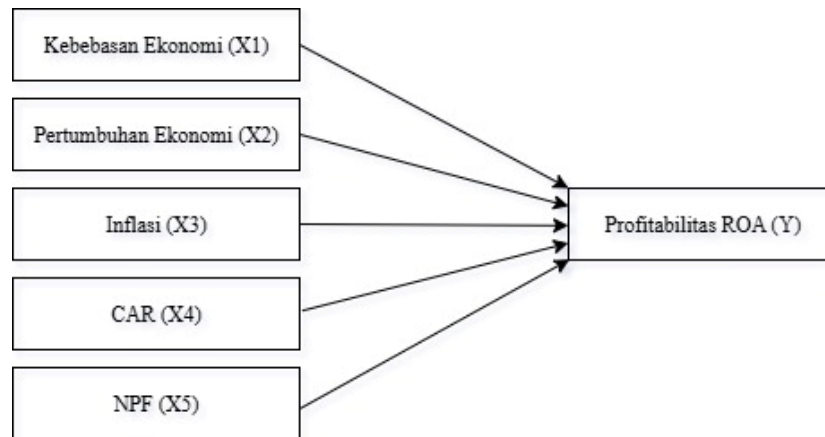 Kebebasan Ekonomi (X1)
Pertumbuhan Ekonomi (X2)
Inflasi (X3)
Profitabilitas ROA (Y)
CAR (X4)
NPF (X5)